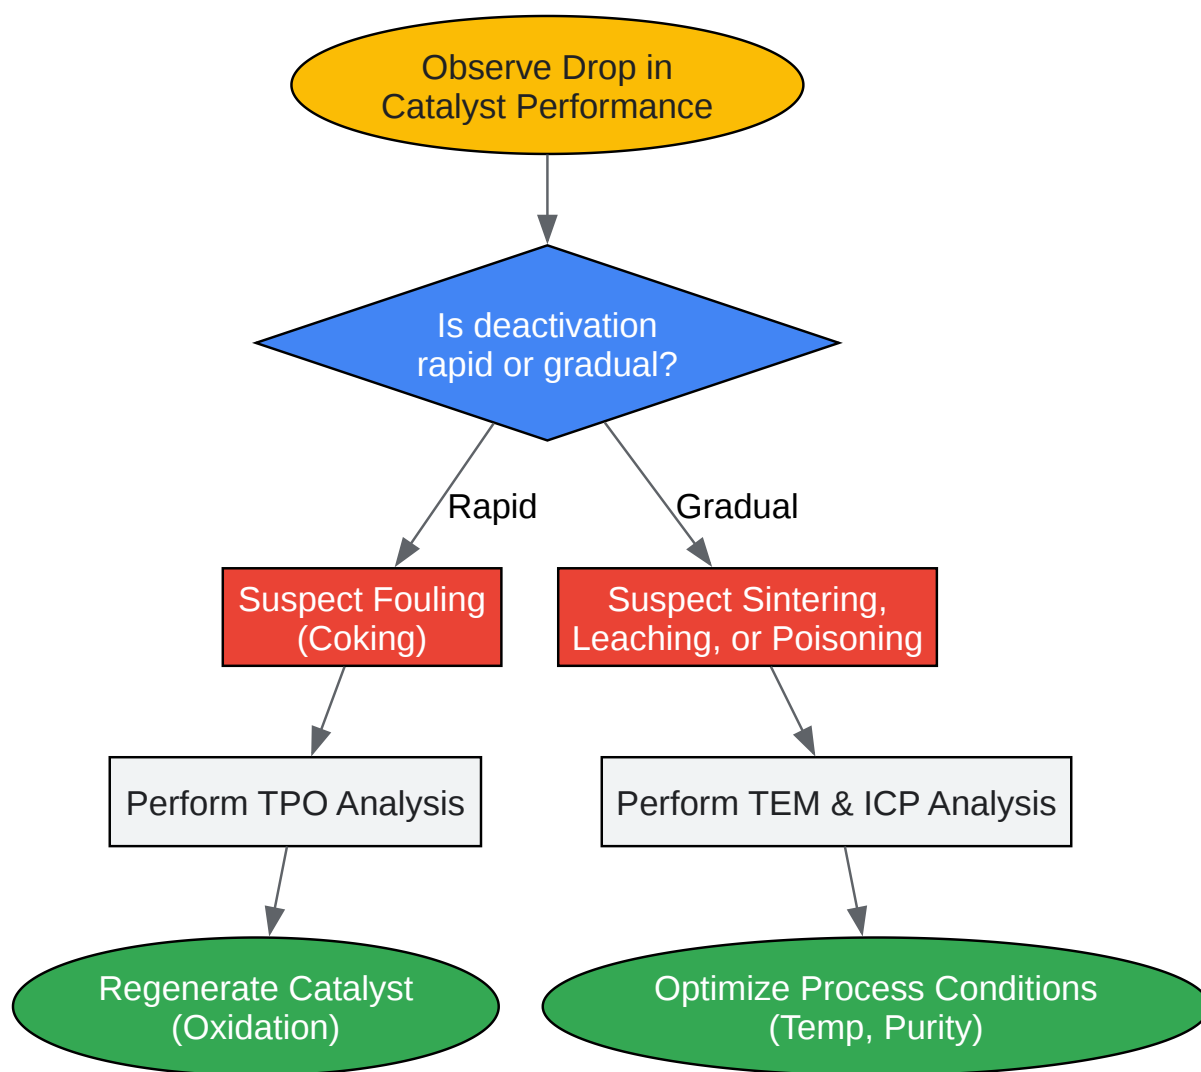 Observe Drop in
Catalyst Performance
Is deactivation
rapid or gradual?
Rapid
Gradual
Suspect Fouling
(Coking)
Suspect Sintering,
Leaching, or Poisoning
Perform TPO Analysis
Perform TEM & ICP Analysis
Regenerate Catalyst
(Oxidation)
Optimize Process Conditions
(Temp, Purity)